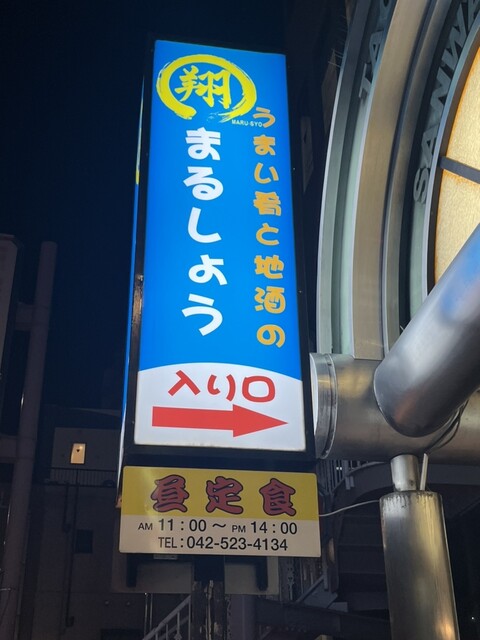 翔
MARU-SYO
うまい肴と地酒の
まるしょう
入り口
昼定食
AM 11:00～PM 14:00
TEL:042-523-4134
SANWA